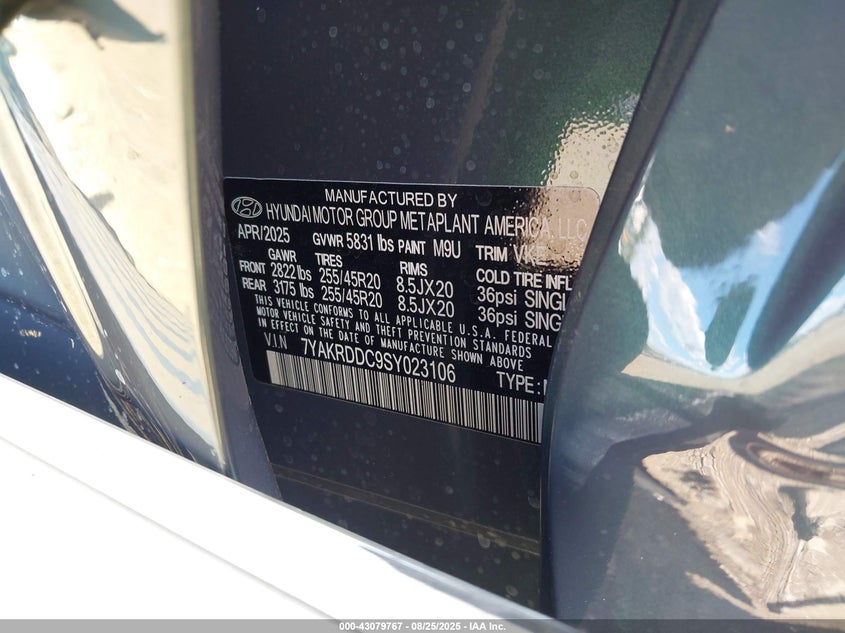 MANUFACTURED BY
HYUNDAI MOTOR GROUP METAPLANT AMERICA, LLC
APR/2025 GVWR 5831 lbs PAINT M9U TRIM VKE
GAWR TIRES RIMS COLD TIRE INFL
FRONT 2822 lbs 255/45R20 8.5JX20 36psi SINGL
REAR 3175 lbs 255/45R20 8.5JX20 36psi SING
THIS VEHICLE CONFORMS TO ALL APPLICABLE U.S.A. FEDERAL
MOTOR VEHICLE SAFETY AND THEFT PREVENTION STANDARDS
IN EFFECT ON THE DATE OF MANUFACTURE SHOWN ABOVE
V.I.N 7YAKRDDC9SY023106
TYPE:
000-43079767 - 08/25/2025 - IAA Inc.